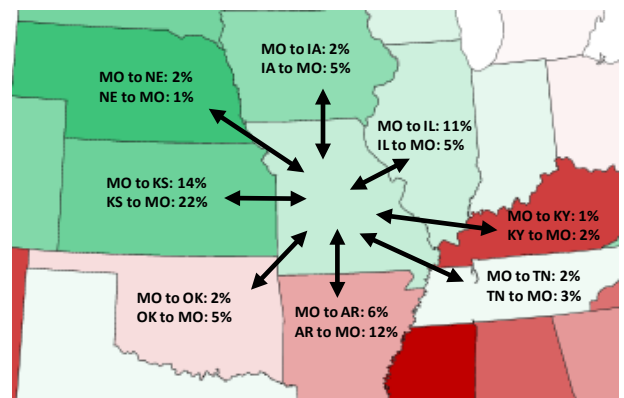 MO to IA: 2%
IA to MO: 5%
MO to NE: 2%
NE to MO: 1%
MO to IL: 11%
IL to MO: 5%
MO to KS: 14%
KS to MO: 22%
MO to KY: 1%
KY to MO: 2%
MO to TN: 2%
TN to MO: 3%
MO to OK: 2%
OK to MO: 5%
MO to AR: 6%
AR to MO: 12%